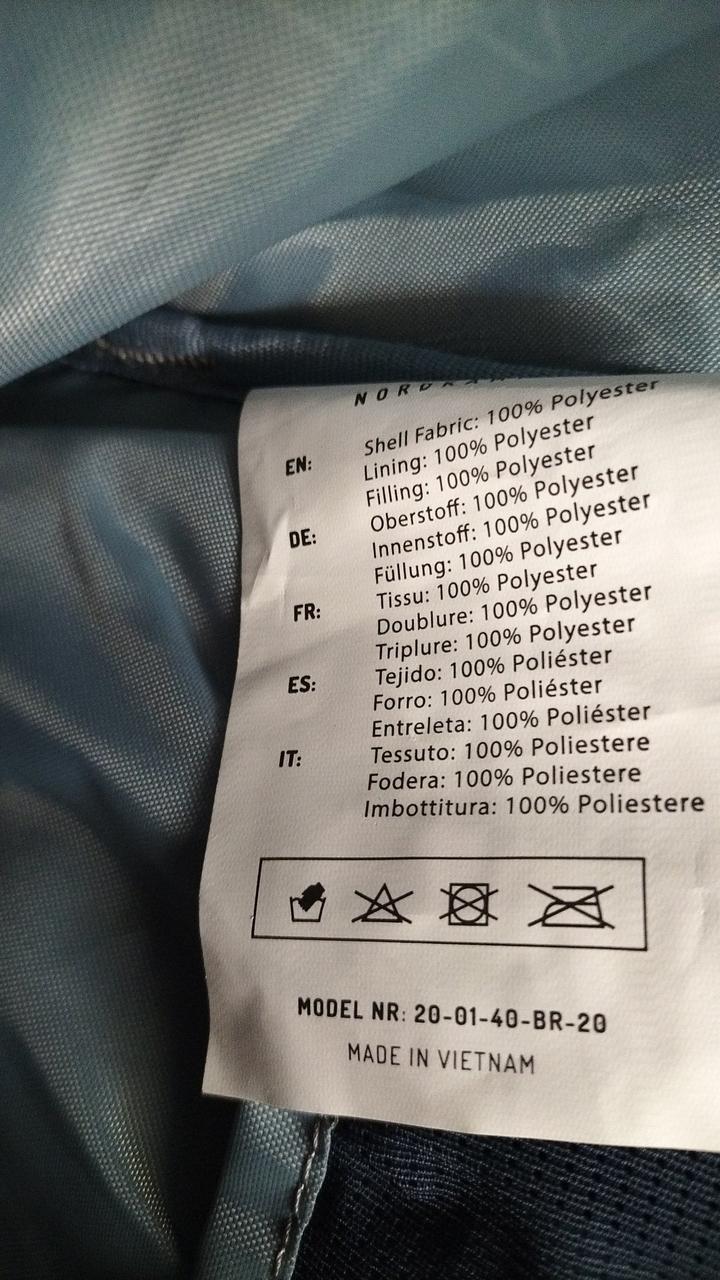 EN: Shell Fabric: 100% Polyester
Lining: 100% Polyester
Filling: 100% Polyester
DE: Oberstoff: 100% Polyester
Innenstoff: 100% Polyester
Füllung: 100% Polyester
FR: Tissu: 100% Polyester
Doublure: 100% Polyester
Triplure: 100% Polyester
ES: Tejido: 100% Poliéster
Forro: 100% Poliéster
Entreleta: 100% Poliéster
IT: Tessuto: 100% Poliestere
Fodera: 100% Poliestere
Imbottitura: 100% Poliestere
MODEL NR: 20-01-40-BR-20
MADE IN VIETNAM